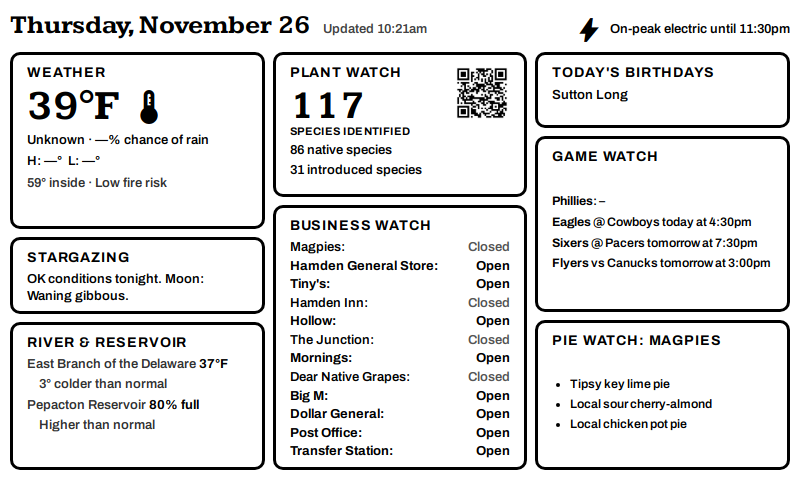 Thursday, November 26 Updated 10:21am
On-peak electric until 11:30pm
WEATHER
39°F
Unknown · —% chance of rain
H: —° L: —°
59° inside · Low fire risk
STARGAZING
OK conditions tonight. Moon:
Waning gibbous.
RIVER & RESERVOIR
East Branch of the Delaware 37°F
3° colder than normal
Pepacton Reservoir 80% full
Higher than normal
PLANT WATCH
117
SPECIES IDENTIFIED
86 native species
31 introduced species
BUSINESS WATCH
Magpies: Closed
Hamden General Store: Open
Tiny's: Open
Hamden Inn: Closed
Hollow: Open
The Junction: Closed
Mornings: Open
Dear Native Grapes: Closed
Big M: Open
Dollar General: Open
Post Office: Open
Transfer Station: Open
TODAY'S BIRTHDAYS
Sutton Long
GAME WATCH
Phillies: –
Eagles @ Cowboys today at 4:30pm
Sixers @ Pacers tomorrow at 7:30pm
Flyers vs Canucks tomorrow at 3:00pm
PIE WATCH: MAGPIES
• Tipsy key lime pie
• Local sour cherry-almond
• Local chicken pot pie